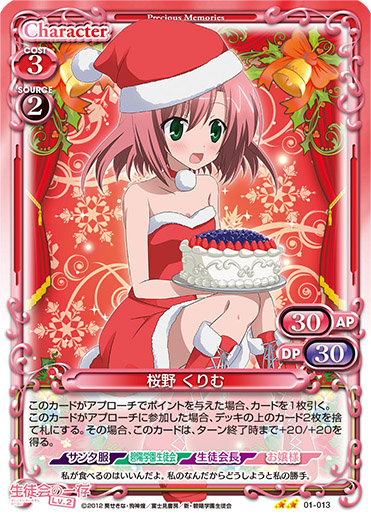 Precious Memories
Character
COST
3
SOURCE
2
30 AP
DP 30
桜野 くりむ
このカードがアプローチでポイントを与えた場合、カードを1枚引く。
このカードがアプローチに参加した場合、デッキの上のカード2枚を捨
て札にする。その場合、このカードは、ターン終了時まで+20/+20を
得る。
サンタ服 碧陽学園生徒会 生徒会長 お嬢様
私が食べるのはいいんだよ。私のなんだからどうしようと私の勝手。
生徒会の一存 Lv.2
©2012 葵せきな・狗神煌/富士見書房/新・碧陽学園生徒会
01-013